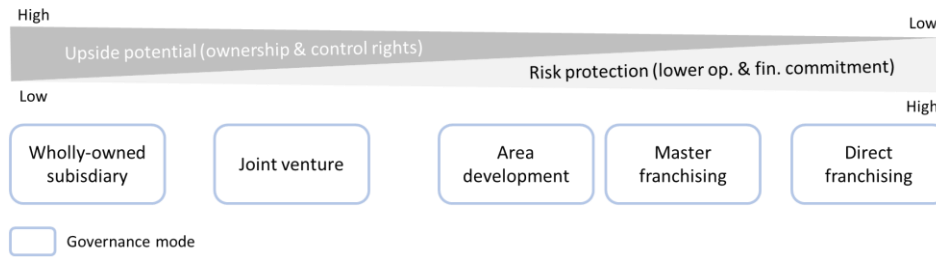 High
Low
Upside potential (ownership & control rights)
Risk protection (lower op. & fin. commitment)
Low
High
Wholly-owned
subisdiary
Joint venture
Area
development
Master
franchising
Direct
franchising
Governance mode